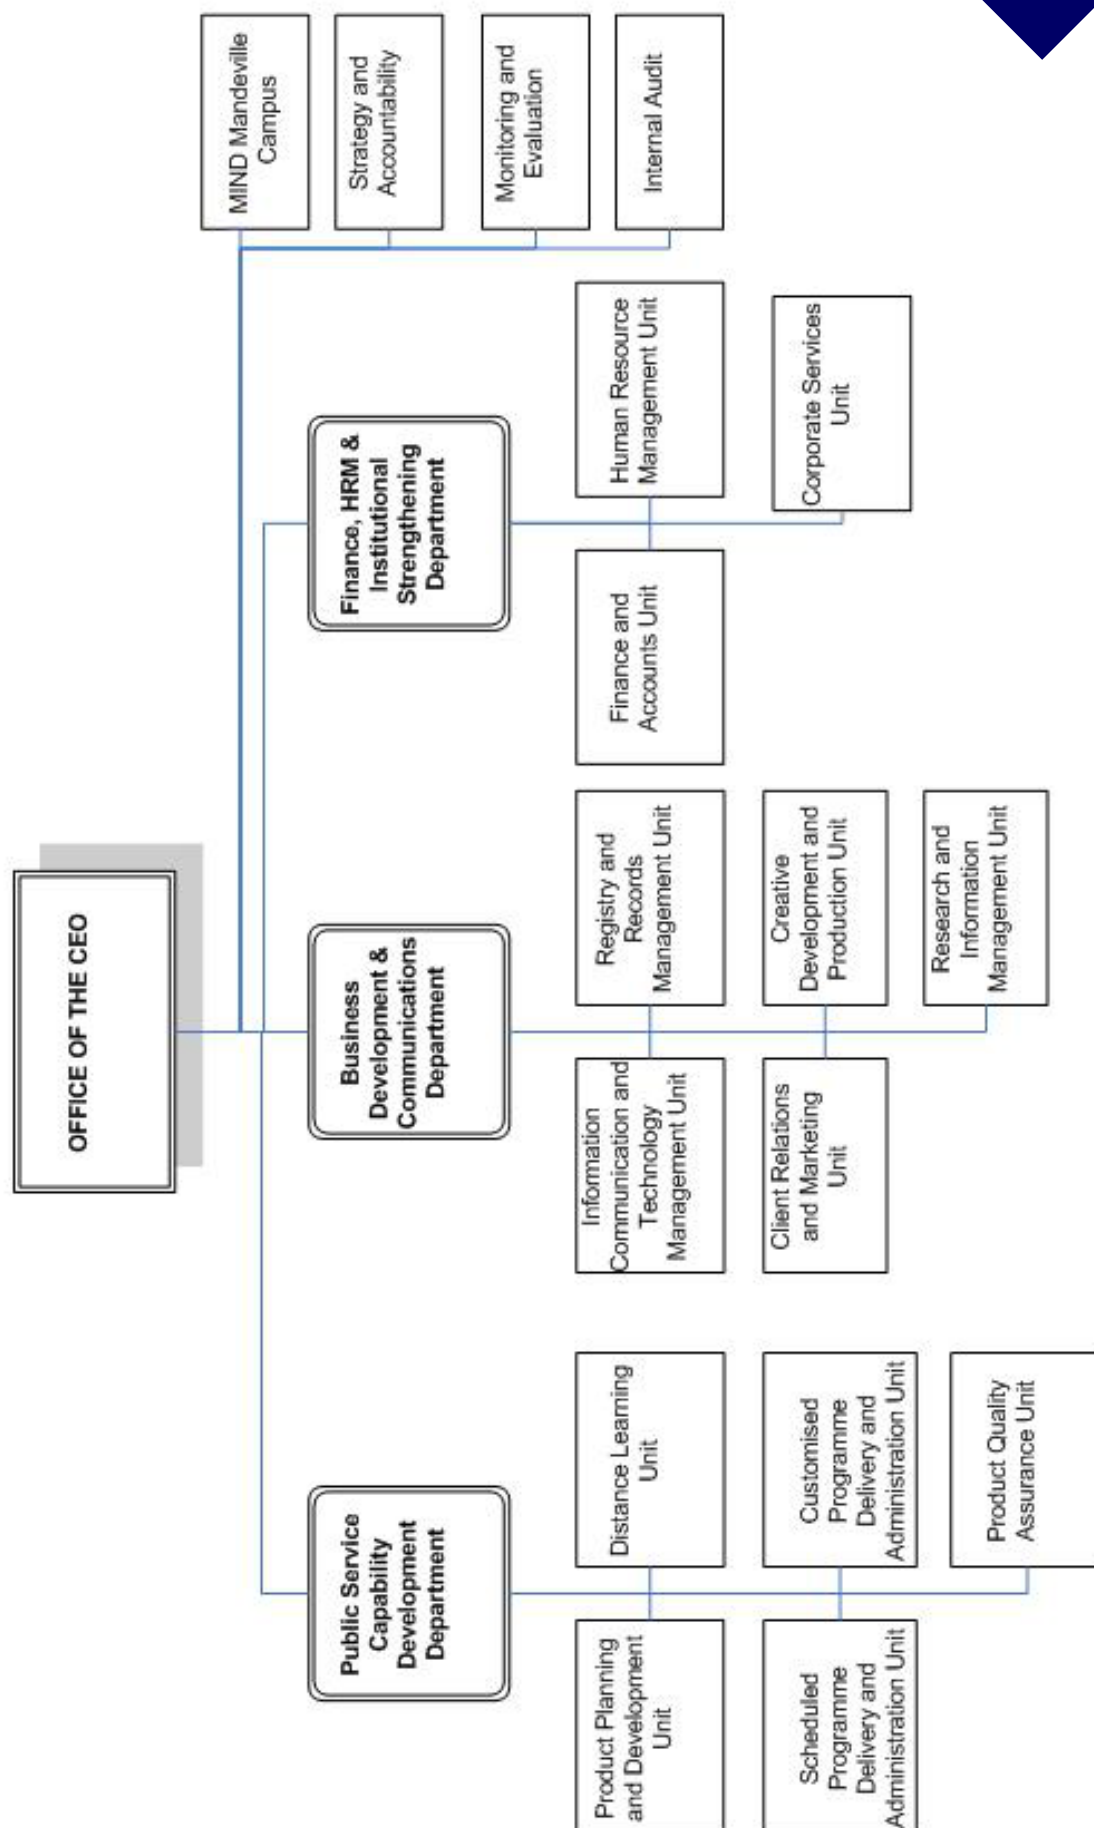 OFFICE OF THE CEO
MIND Mandeville
Campus
Strategy and
Accountability
Monitoring and
Evaluation
Internal Audit
Public Service
Capability
Development
Department
Business
Development &
Communications
Department
Finance, HRM &
Institutional
Strengthening
Department
Product Planning
and Development
Unit
Distance Learning
Unit
Scheduled
Programme
Delivery and
Administration Unit
Customised
Programme
Delivery and
Administration Unit
Product Quality
Assurance Unit
Information
Communication and
Technology
Management Unit
Registry and
Records
Management Unit
Client Relations
and Marketing
Unit
Creative
Development and
Production Unit
Research and
Information
Management Unit
Finance and
Accounts Unit
Human Resource
Management Unit
Corporate Services
Unit